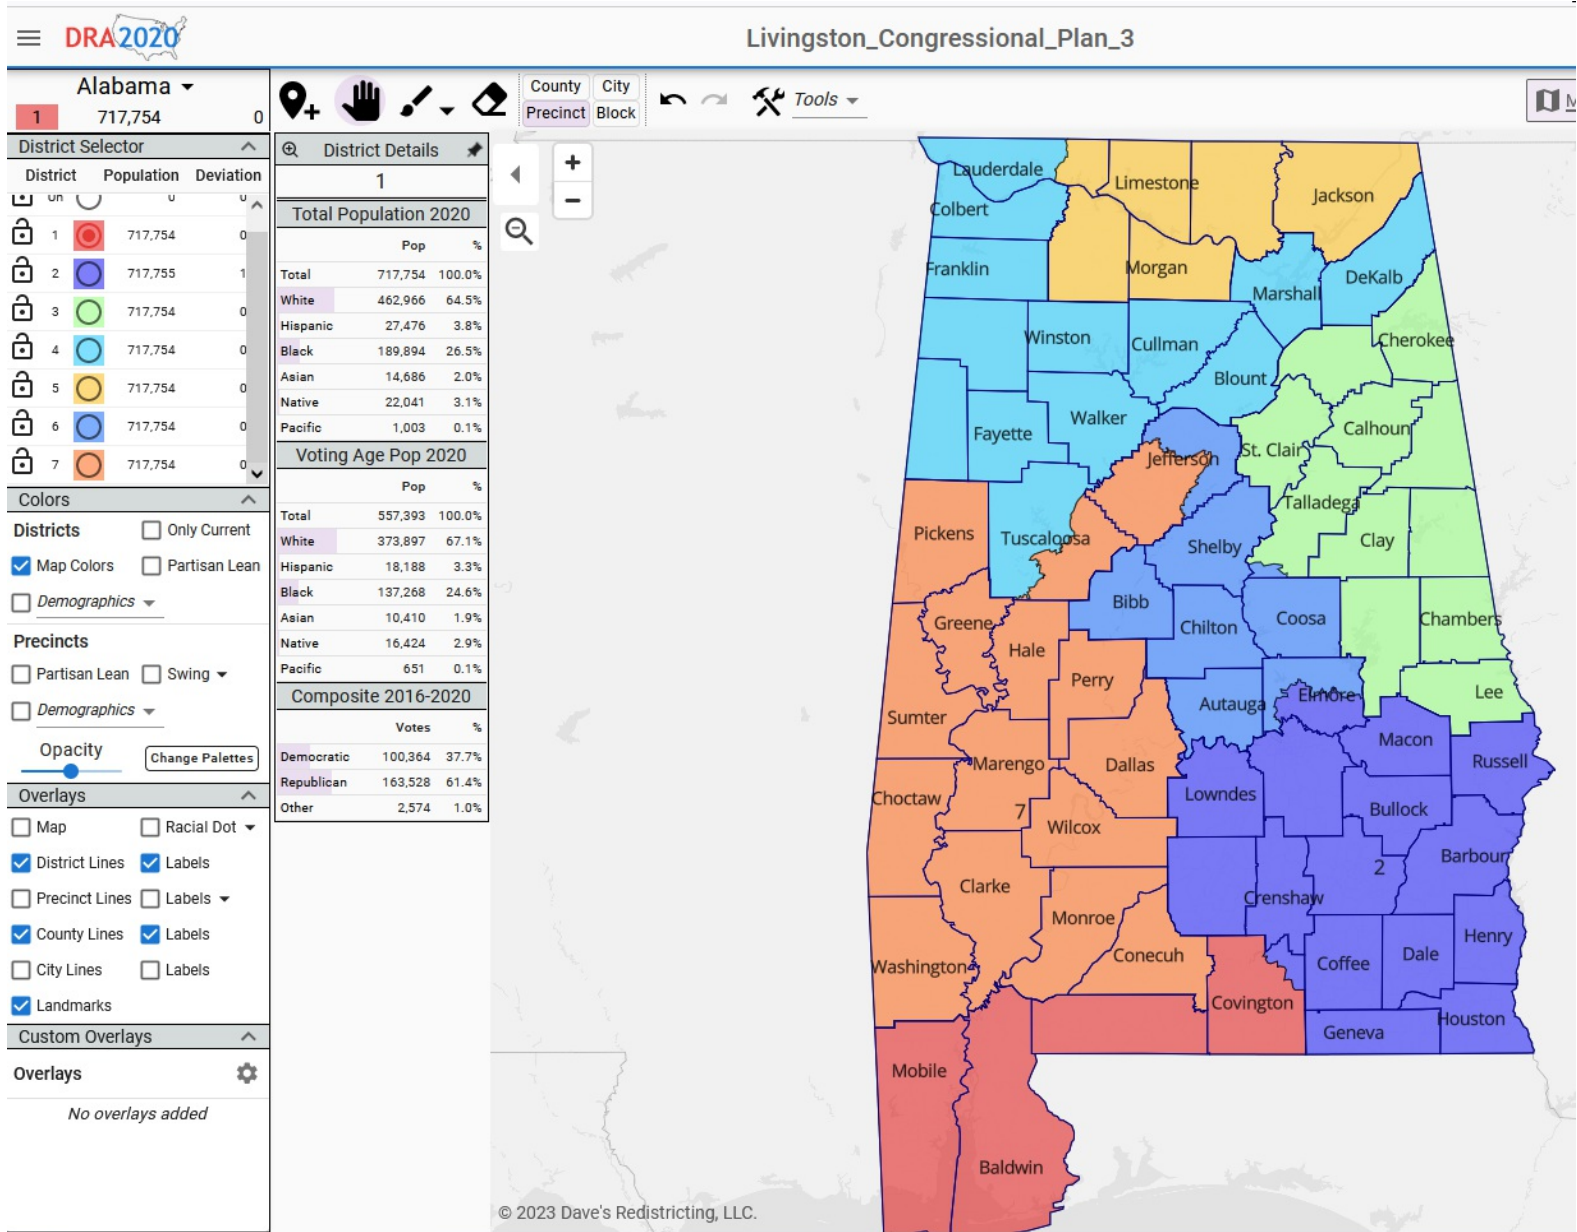 DRA2020
Livingston_Congressional_Plan_3
Alabama
1 717,754 0
County City
Precinct Block
Tools
M
District Selector
District Population Deviation
Un 0 0
1 717,754 0
2 717,755 1
3 717,754 0
4 717,754 0
5 717,754 0
6 717,754 0
7 717,754 0
Colors
Districts Only Current
Map Colors Partisan Lean
Demographics
Precincts
Partisan Lean Swing
Demographics
Opacity
Change Palettes
Overlays
Map Racial Dot
District Lines Labels
Precinct Lines Labels
County Lines Labels
City Lines Labels
Landmarks
Custom Overlays
Overlays
No overlays added
District Details
1
Total Population 2020
Pop %
Total 717,754 100.0%
White 462,966 64.5%
Hispanic 27,476 3.8%
Black 189,894 26.5%
Asian 14,686 2.0%
Native 22,041 3.1%
Pacific 1,003 0.1%
Voting Age Pop 2020
Pop %
Total 557,393 100.0%
White 373,897 67.1%
Hispanic 18,188 3.3%
Black 137,268 24.6%
Asian 10,410 1.9%
Native 16,424 2.9%
Pacific 651 0.1%
Composite 2016-2020
Votes %
Democratic 100,364 37.7%
Republican 163,528 61.4%
Other 2,574 1.0%
Lauderdale
Limestone
Jackson
Colbert
Franklin
Morgan
Marshall
DeKalb
Winston
Cullman
Cherokee
Blount
Walker
Fayette
Calhoun
Jefferson
St. Clair
Talladega
Pickens
Tuscaloosa
Shelby
Clay
Bibb
Greene
Chilton
Coosa
Chambers
Hale
Perry
Autauga
Elmore
Lee
Sumter
Macon
Marengo
Dallas
Russell
Choctaw
Lowndes
7
Wilcox
Bullock
Barbour
2
Clarke
Crenshaw
Monroe
Henry
Conecuh
Dale
Coffee
Washington
Covington
Houston
Geneva
Mobile
Baldwin
© 2023 Dave's Redistricting, LLC.